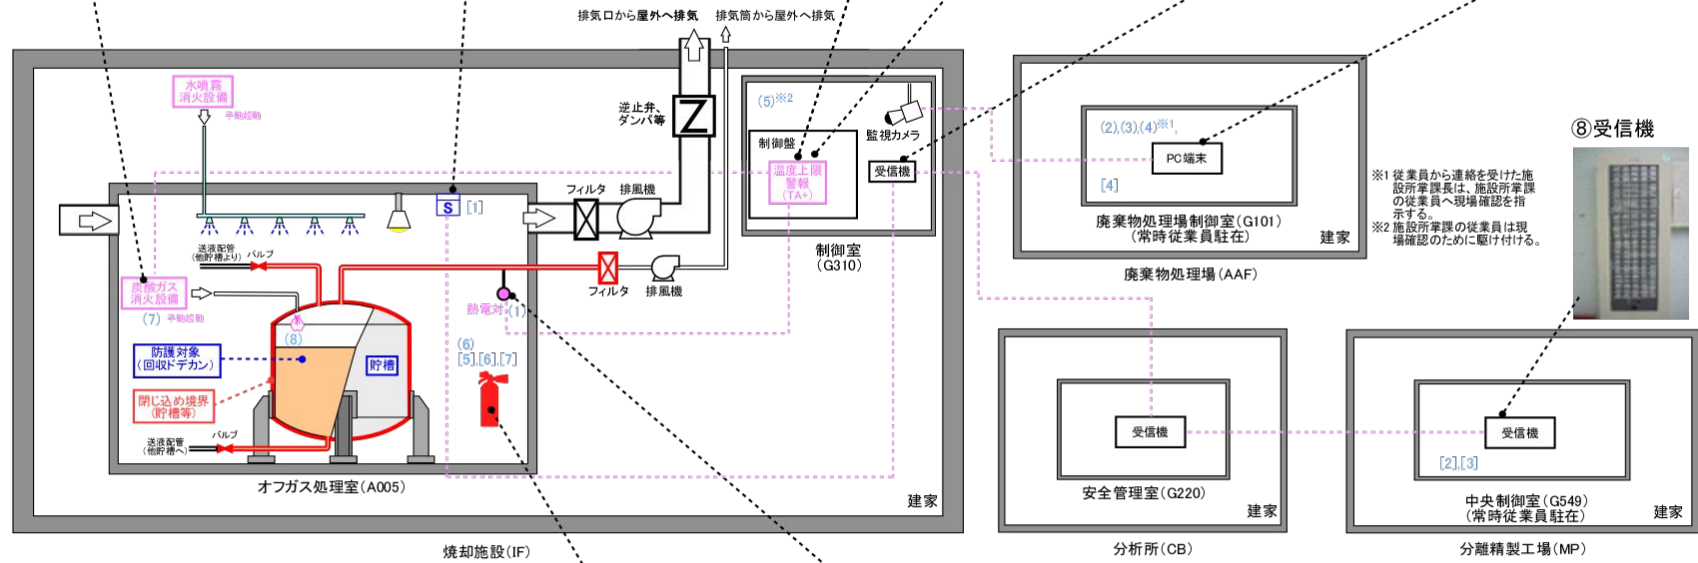 排気口から屋外へ排気
排気筒から屋外へ排気
水噴霧
消火設備
手動起動
逆止弁、
ダンパ等
Z
(5)※2
監視カメラ
制御盤
温度上限
警報
(TA+)
受信機
制御室
(G310)
フィルタ
排風機
S
[1]
送液配管
(他貯槽より)
バルブ
炭酸ガス
消火設備
(7)
手動起動
(8)
フィルタ
排風機
熱電対
(1)
防護対象
(回収ドデカン)
貯槽
(6)
[5],[6],[7]
閉じ込め境界
(貯槽等)
送液配管
(他貯槽へ)
バルブ
オフガス処理室(A005)
建家
焼却施設(IF)
(2),(3),(4)※1,
PC端末
[4]
廃棄物処理場制御室(G101)
(常時従業員駐在)
建家
廃棄物処理場(AAF)
⑧受信機
※1 従業員から連絡を受けた施
設所掌課長は、施設所掌課
の従業員へ現場確認を指
示する。
※2 施設所掌課の従業員は現
場確認のために駆け付ける。
受信機
安全管理室(G220)
建家
分析所(CB)
受信機
[2],[3]
中央制御室(G549)
(常時従業員駐在)
建家
分離精製工場(MP)